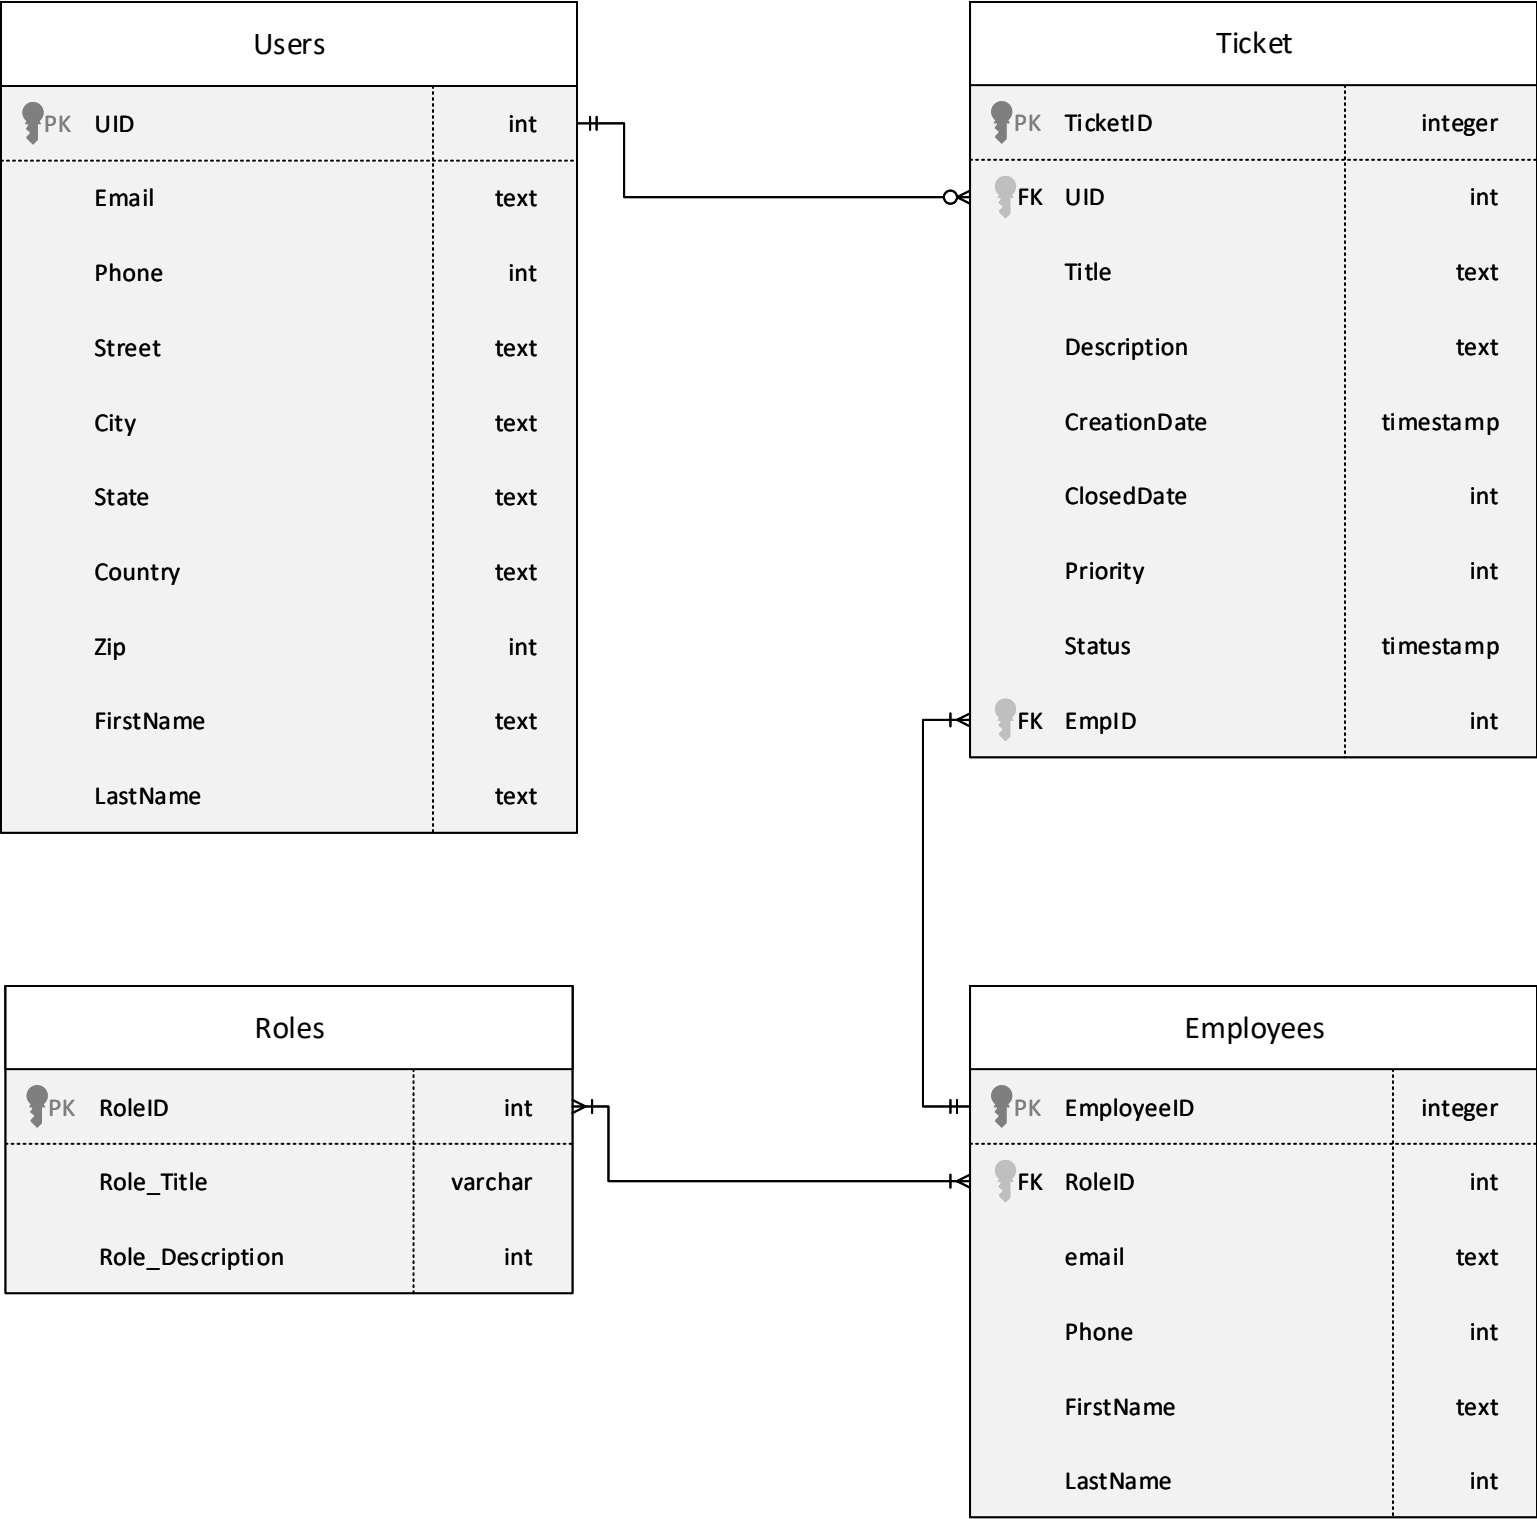 Users
PK UID int
Email text
Phone int
Street text
City text
State text
Country text
Zip int
FirstName text
LastName text
Ticket
PK TicketID integer
FK UID int
Title text
Description text
CreationDate timestamp
ClosedDate int
Priority int
Status timestamp
FK EmpID int
Roles
PK RoleID int
Role_Title varchar
Role_Description int
Employees
PK EmployeeID integer
FK RoleID int
email text
Phone int
FirstName text
LastName int